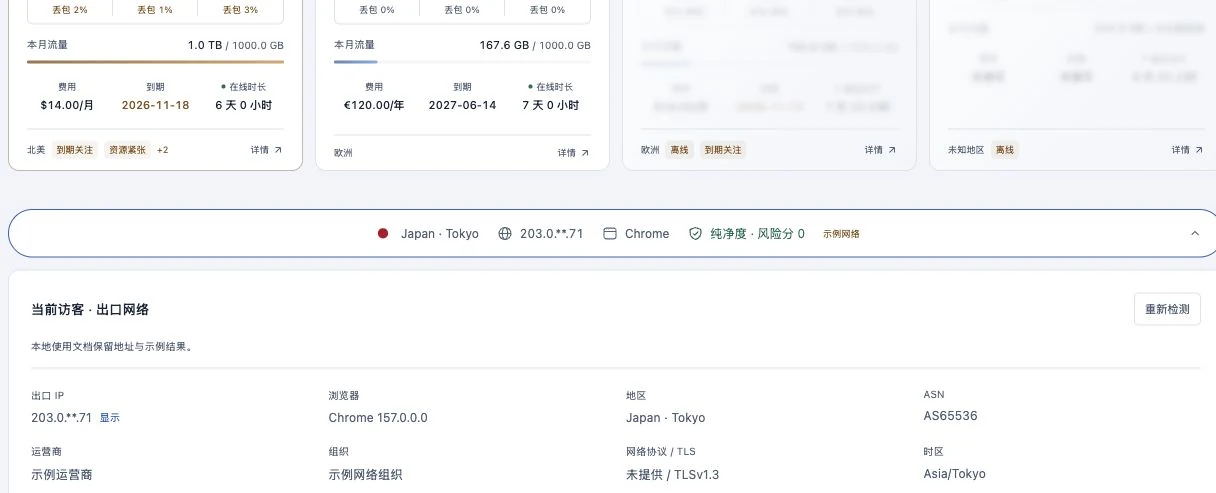 丢包 2% 丢包 1% 丢包 3% 丢包 0% 丢包 0% 丢包 0%
本月流量 1.0 TB / 1000.0 GB 本月流量 167.6 GB / 1000.0 GB
费用 到期 在线时长 费用 到期 在线时长
$14.00/月 2026-11-18 6 天 0 小时 €120.00/年 2027-06-14 7 天 0 小时
北美 到期关注 资源紧张 +2 详情 欧洲 详情 欧洲 离线 到期关注 详情 未知地区 离线 详情
Japan · Tokyo 203.0.**.71 Chrome 纯净度 · 风险分 0 示例网络
当前访客 · 出口网络 重新检测
本地使用文档保留地址与示例结果。
出口 IP 浏览器 地区 ASN
203.0.**.71 显示 Chrome 157.0.0.0 Japan · Tokyo AS65536
运营商 组织 网络协议 / TLS 时区
示例运营商 示例网络组织 未提供 / TLSv1.3 Asia/Tokyo